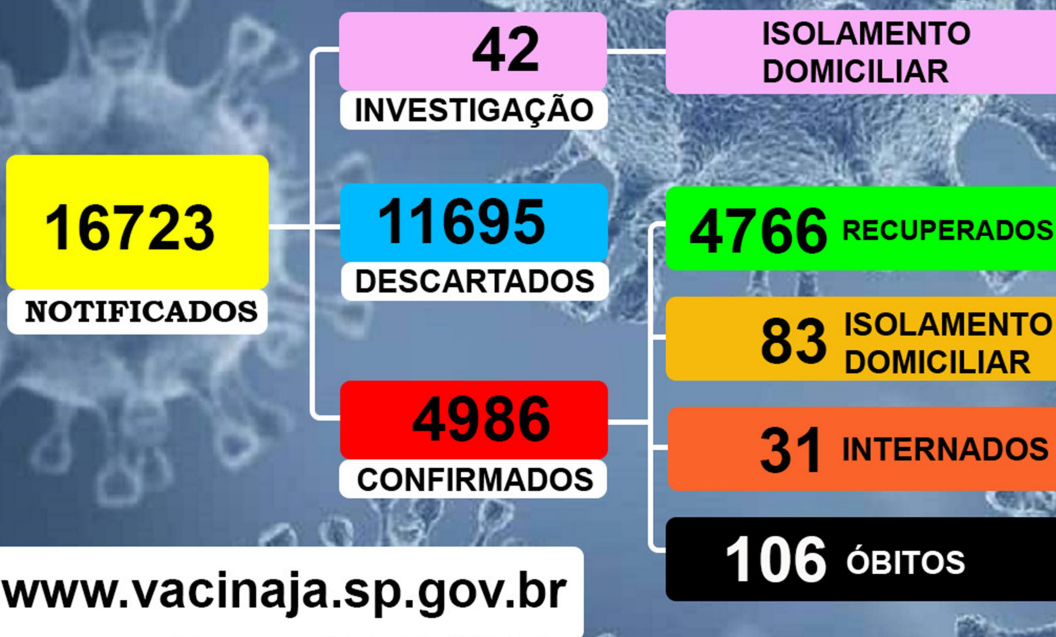 42
INVESTIGAÇÃO
ISOLAMENTO
DOMICILIAR
16723
NOTIFICADOS
11695
DESCARTADOS
4766 RECUPERADOS
83 ISOLAMENTO
DOMICILIAR
4986
CONFIRMADOS
31 INTERNADOS
106 ÓBITOS
www.vacinaja.sp.gov.br